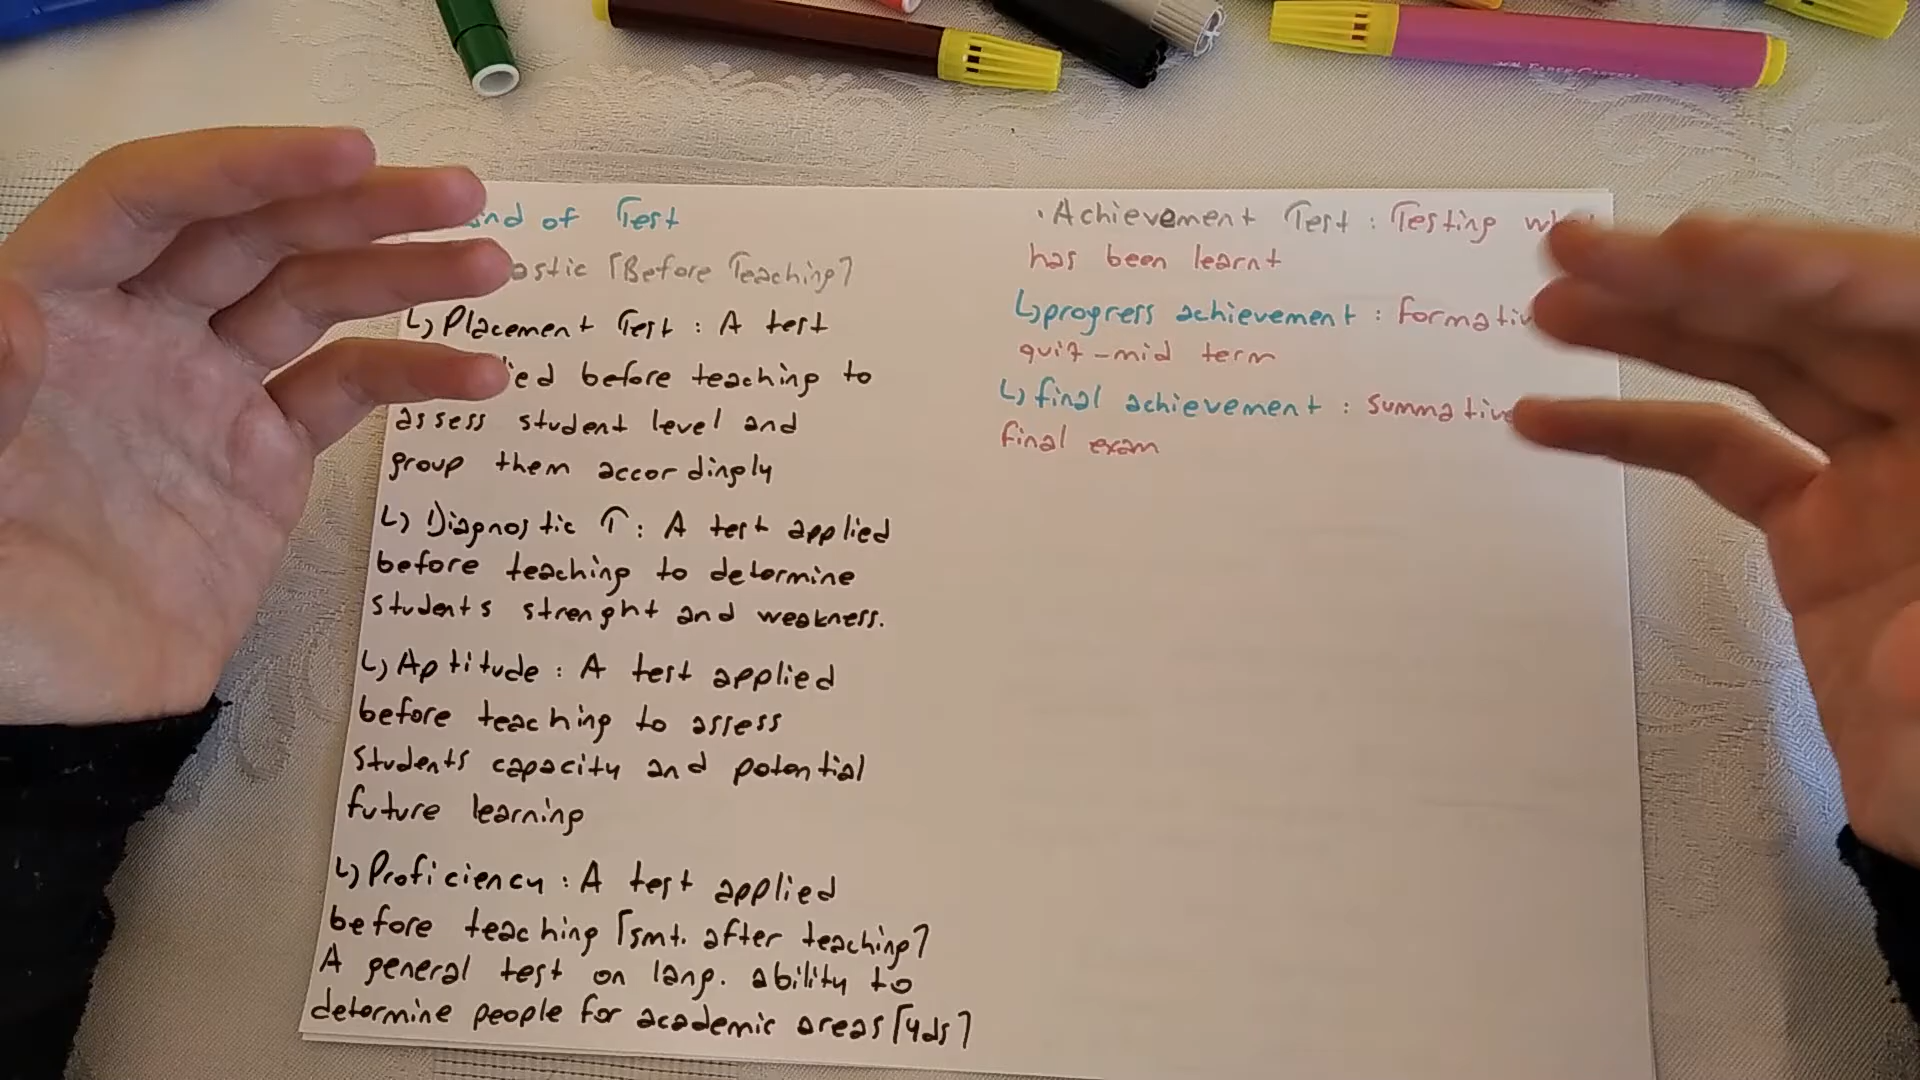 of Test
[Before Teaching]
↳ Placement Test : A test
before teaching to
assess student level and
group them accordingly
↳ Diagnostic T : A test applied
before teaching to determine
students strenght and weakness.
↳ Aptitude : A test applied
before teaching to assess
students capacity and potential
future learning
↳ Proficiency : A test applied
before teaching [smt. after teaching]
A general test on lang. ability to
determine people for academic areas [yds]
· Achievement Test : Testing
has been learnt
↳ progress achievement :
quiz - mid term
↳ final achievement : summative
final exam